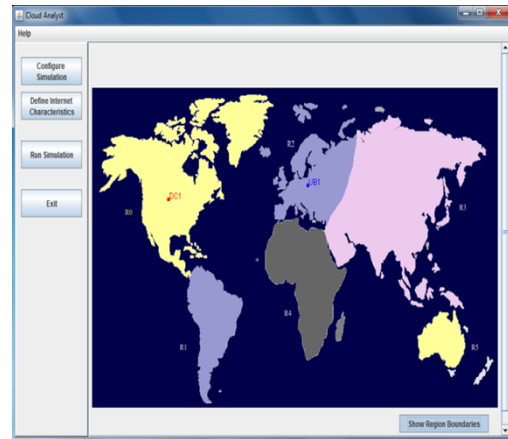 Cloud Analyst
Help
Configure
Simulation
Define Internet
Characteristics
Run Simulation
Exit
R2
DC1
UB1
R0
R3
R4
R1
R5
Show Region Boundaries